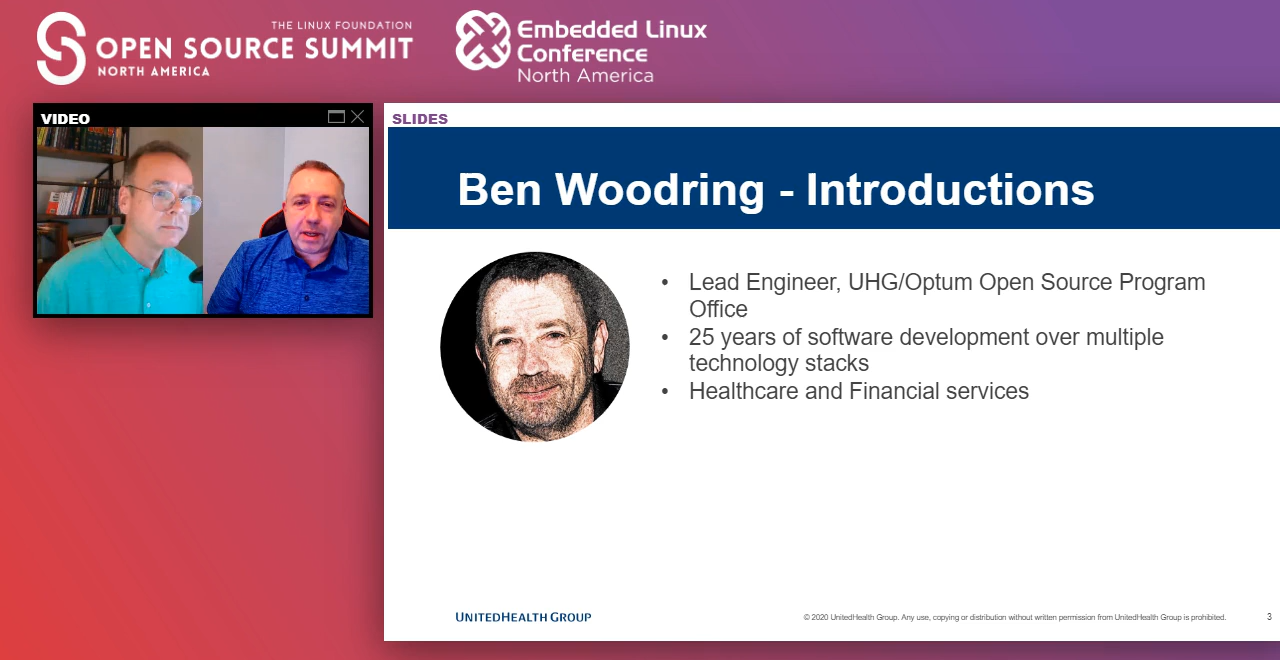 THE LINUX FOUNDATION
OPEN SOURCE SUMMIT
NORTH AMERICA
Embedded Linux
Conference
North America
VIDEO
SLIDES
Ben Woodring - Introductions
• Lead Engineer, UHG/Optum Open Source Program
Office
• 25 years of software development over multiple
technology stacks
• Healthcare and Financial services
UNITEDHEALTH GROUP
© 2020 UnitedHealth Group. Any use, copying or distribution without written permission from UnitedHealth Group is prohibited.
3